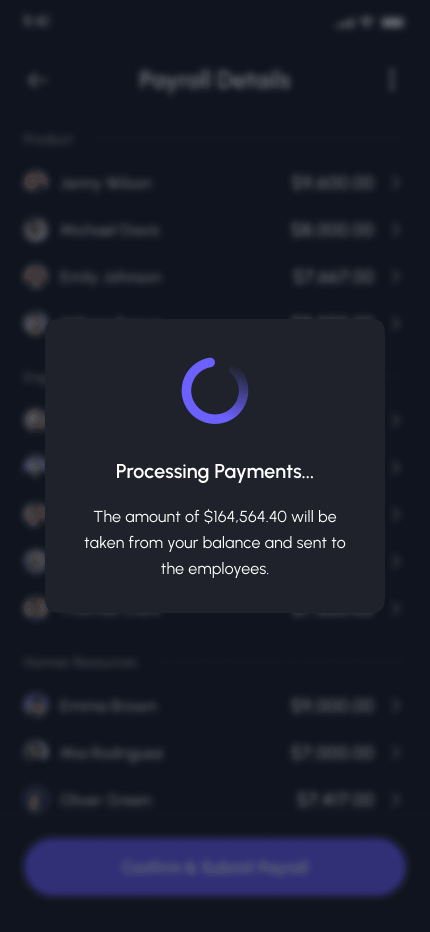 9:41
Payroll Details
Product
Jenny Wilson $9,600.00
Michael Davis $8,000.00
Emily Johnson $7,667.00
Human Resources
Emma Brown $9,000.00
Mia Rodriguez $7,000.00
Oliver Green $7,417.00
Processing Payments...
The amount of $164,564.40 will be
taken from your balance and sent to
the employees.
Confirm & Submit Payroll